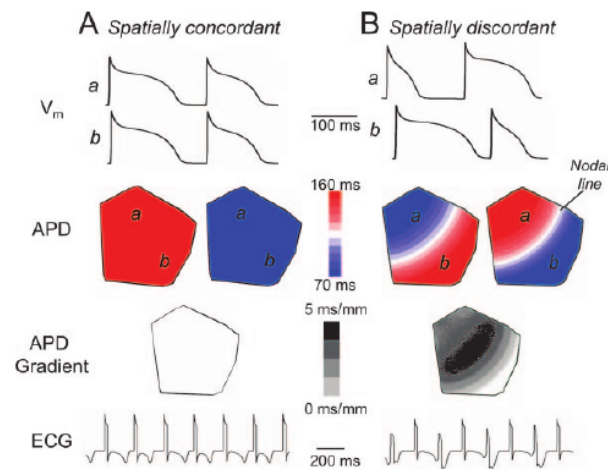 A Spatially concordant
B Spatially discordant
Vm
a
b
100 ms
a
b
Nodal line
APD
a
b
a
b
160 ms
70 ms
a
b
a
b
APD Gradient
5 ms/mm
0 ms/mm
ECG
200 ms